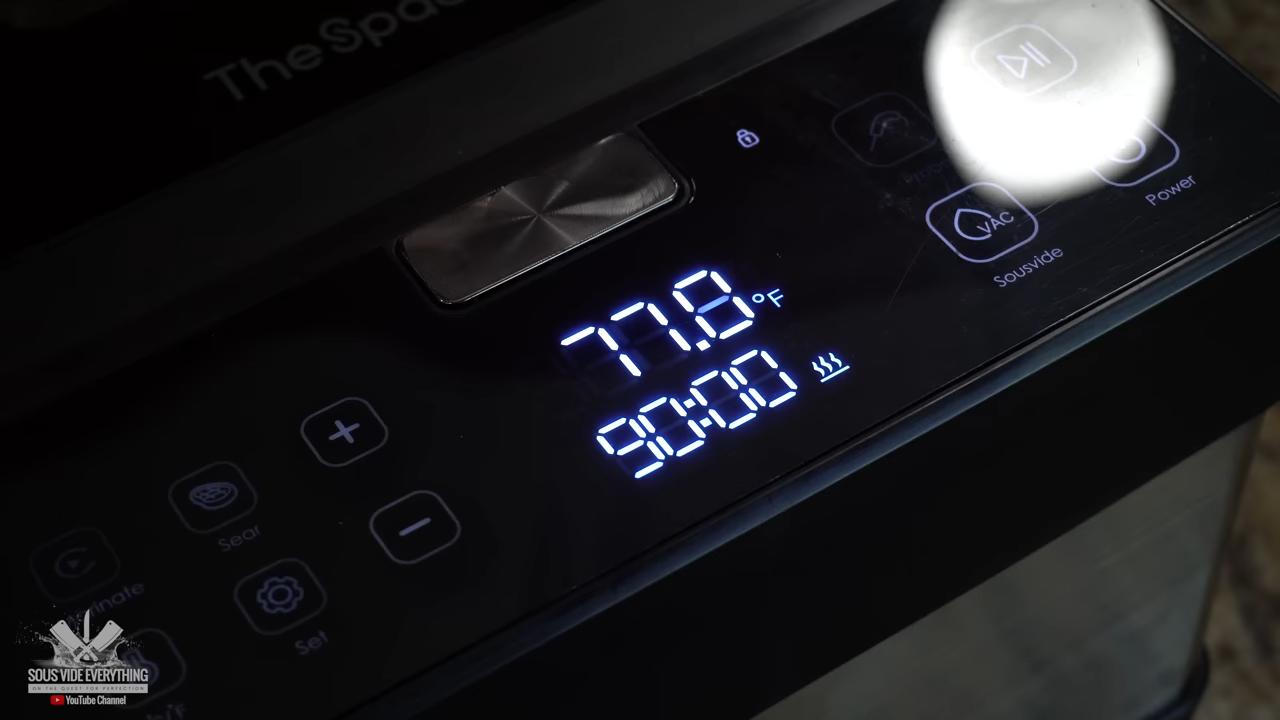 The Spac
VAC
Power
Sousvide
77.8 °F
90:00
Sear
Set
SOUS VIDE EVERYTHING
ON THE QUEST FOR PERFECTION
YouTube Channel